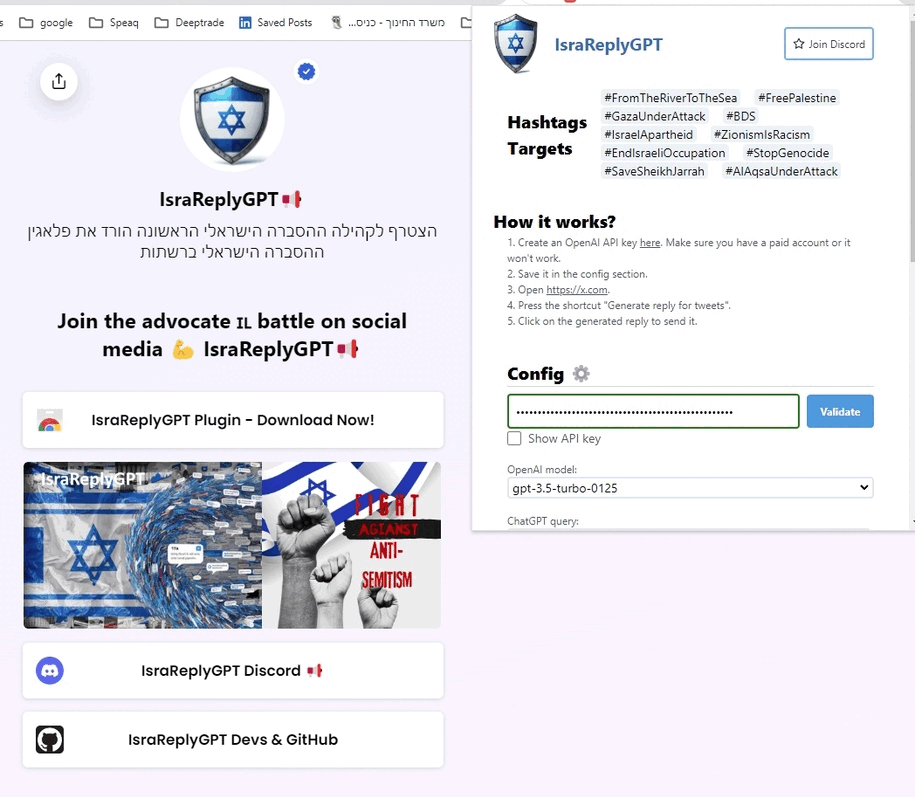 google
Speaq
Deeptrade
Saved Posts
משרד החינוך - כניס...
IsraReplyGPT
הצטרף לקהילה ההסברה הישראלי הראשונה הורד את פלאגין
ההסברה הישראלי ברשתות
Join the advocate IL battle on social
media 💪 IsraReplyGPT
IsraReplyGPT Plugin - Download Now!
IsraReplyGPT
FIGHT
AGIANST
ANTI-
SEMITISM
IsraReplyGPT Discord
IsraReplyGPT Devs & GitHub
IsraReplyGPT
Join Discord
Hashtags
Targets
#FromTheRiverToTheSea #FreePalestine
#GazaUnderAttack #BDS
#IsraelApartheid #ZionismIsRacism
#EndIsraeliOccupation #StopGenocide
#SaveSheikhJarrah #AlAqsaUnderAttack
How it works?
1. Create an OpenAI API key here. Make sure you have a paid account or it
won't work.
2. Save it in the config section.
3. Open https://x.com.
4. Press the shortcut "Generate reply for tweets".
5. Click on the generated reply to send it.
Config
Validate
Show API key
OpenAI model:
gpt-3.5-turbo-0125
ChatGPT query: